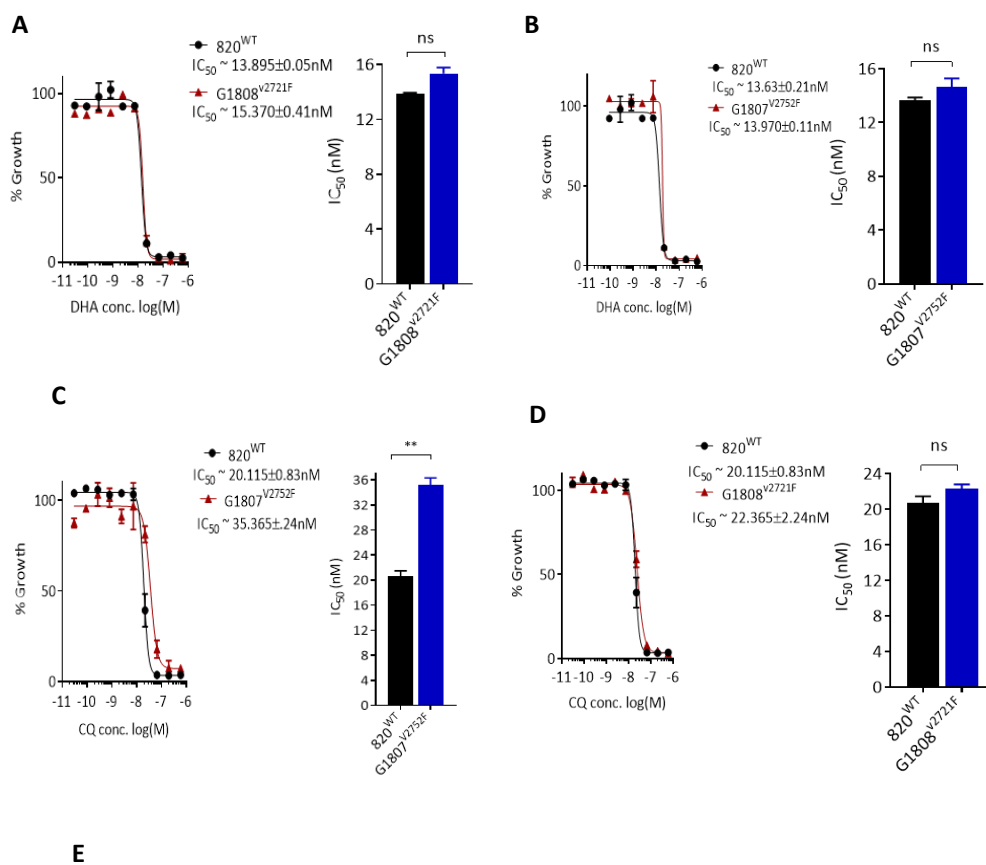 A
820WT
IC50 ~ 13.895±0.05nM
G1808v2721F
IC50 ~ 15.370±0.41nM
100
50
0
% Growth
-11 -10 -9 -8 -7 -6
DHA conc. log(M)
ns
16
12
8
4
0
IC50 (nM)
820WT
G1808v2721F
B
820WT
IC50 ~ 13.63±0.21nM
G1807V2752F
IC50 ~ 13.970±0.11nM
100
50
0
% Growth
-11 -10 -9 -8 -7 -6
DHA conc. log(M)
ns
16
12
8
4
0
IC50 (nM)
820WT
G1807V2752F
C
820WT
IC50 ~ 20.115±0.83nM
G1807V2752F
IC50 ~ 35.365±.24nM
100
50
0
% Growth
-11 -10 -9 -8 -7 -6
CQ conc. log(M)
**
36
32
28
24
20
16
12
8
4
0
IC50 (nM)
820WT
G1807V2752F
D
820WT
IC50 ~ 20.115±0.83nM
G1808v2721F
IC50 ~ 22.365±2.24nM
100
50
0
% Growth
-11 -10 -9 -8 -7 -6
CQ conc. log(M)
ns
24
21
18
15
12
9
6
3
0
IC50 (nM)
820WT
G1808v2721F
E